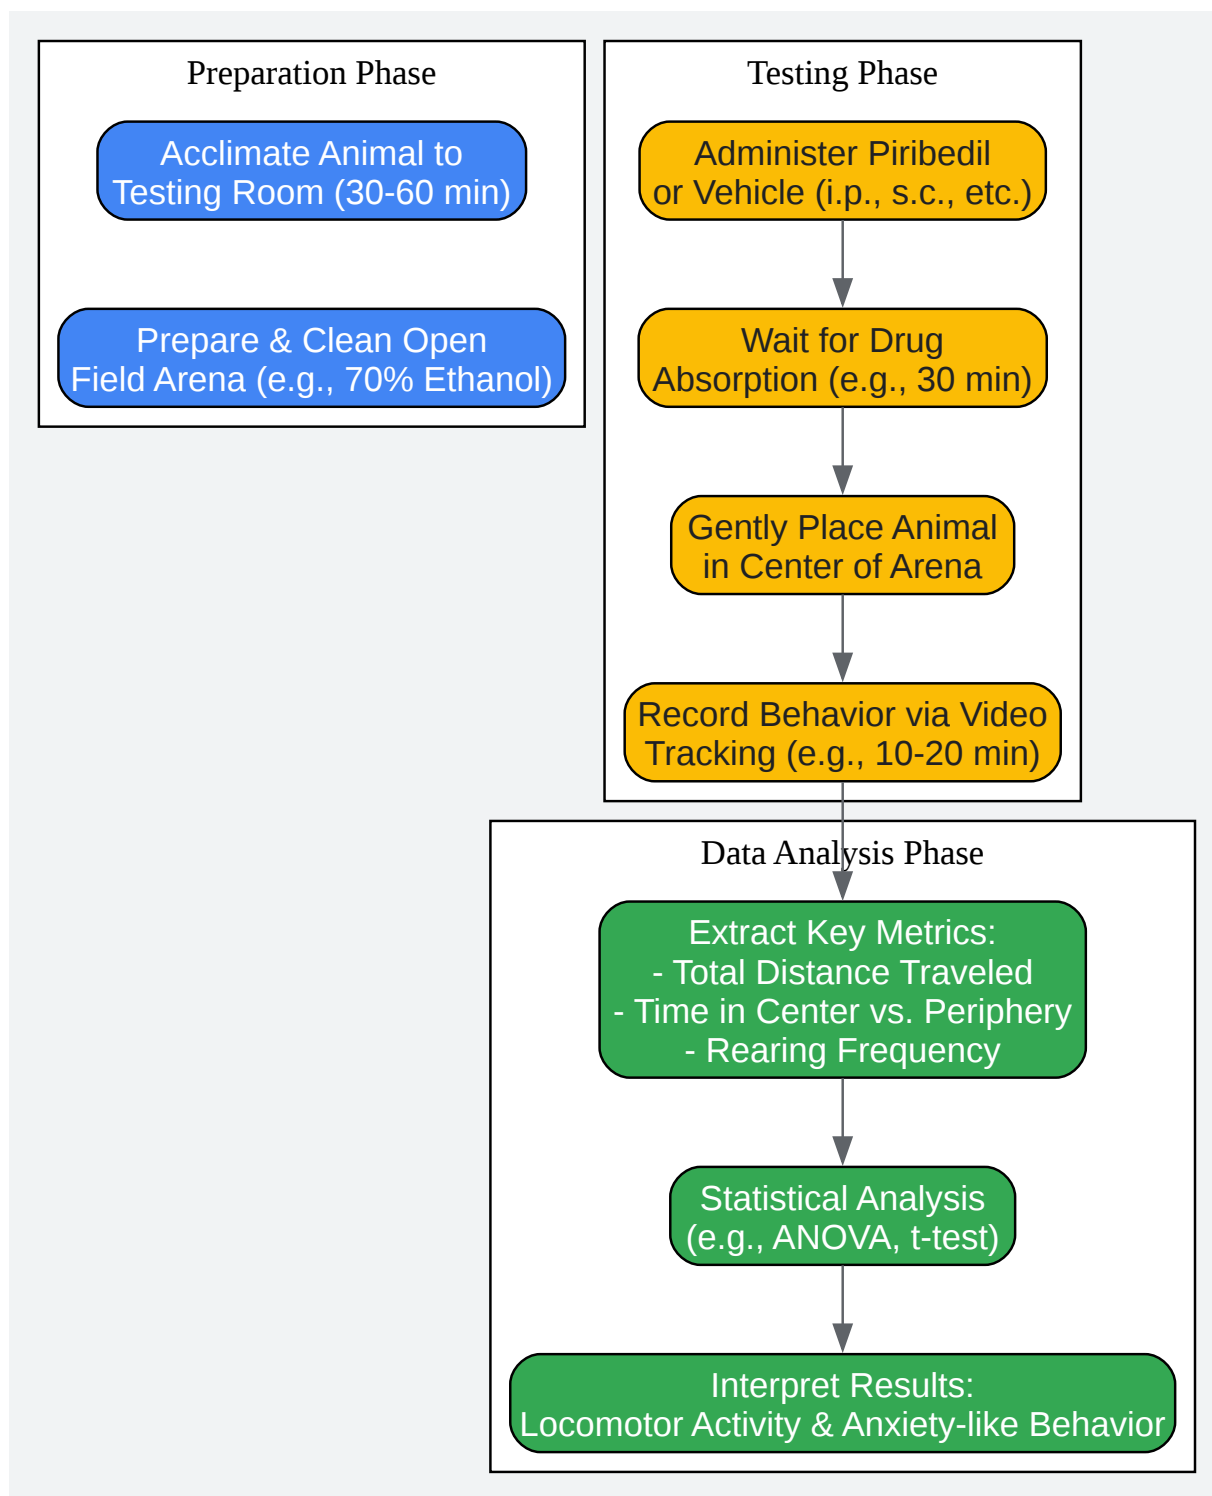 Preparation Phase
Acclimate Animal to
Testing Room (30-60 min)
Prepare & Clean Open
Field Arena (e.g., 70% Ethanol)
Testing Phase
Administer Piribedil
or Vehicle (i.p., s.c., etc.)
Wait for Drug
Absorption (e.g., 30 min)
Gently Place Animal
in Center of Arena
Record Behavior via Video
Tracking (e.g., 10-20 min)
Data Analysis Phase
Extract Key Metrics:
- Total Distance Traveled
- Time in Center vs. Periphery
- Rearing Frequency
Statistical Analysis
(e.g., ANOVA, t-test)
Interpret Results:
Locomotor Activity & Anxiety-like Behavior